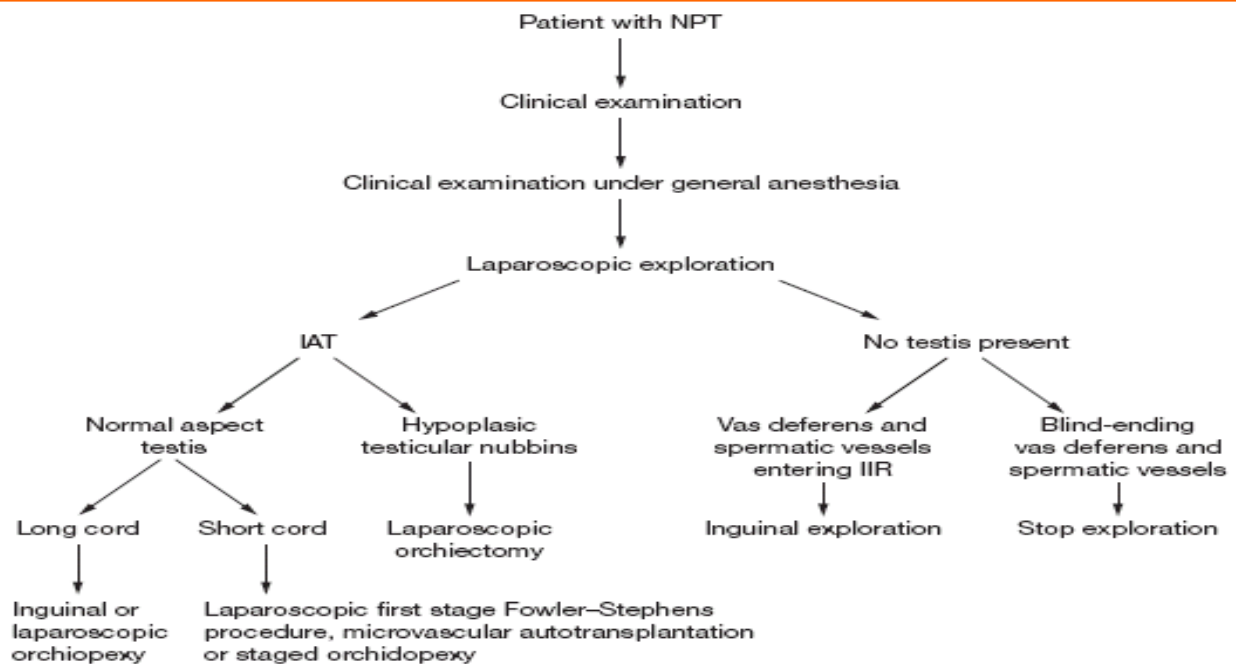 Patient with NPT
Clinical examination
Clinical examination under general anesthesia
Laparoscopic exploration
IAT
No testis present
Normal aspect
testis
Hypoplasic
testicular nubbins
Vas deferens and
spermatic vessels
entering IIR
Blind-ending
vas deferens and
spermatic vessels
Long cord
Short cord
Laparoscopic
orchiectomy
Inguinal exploration
Stop exploration
Inguinal or
laparoscopic
orchiopexy
Laparoscopic first stage Fowler–Stephens
procedure, microvascular autotransplantation
or staged orchidopexy